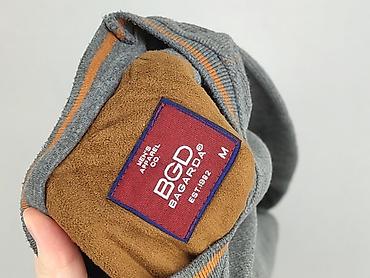 MEN'S
APPAREL
CO.
BGD
BAGARDA®
EST.1992
M